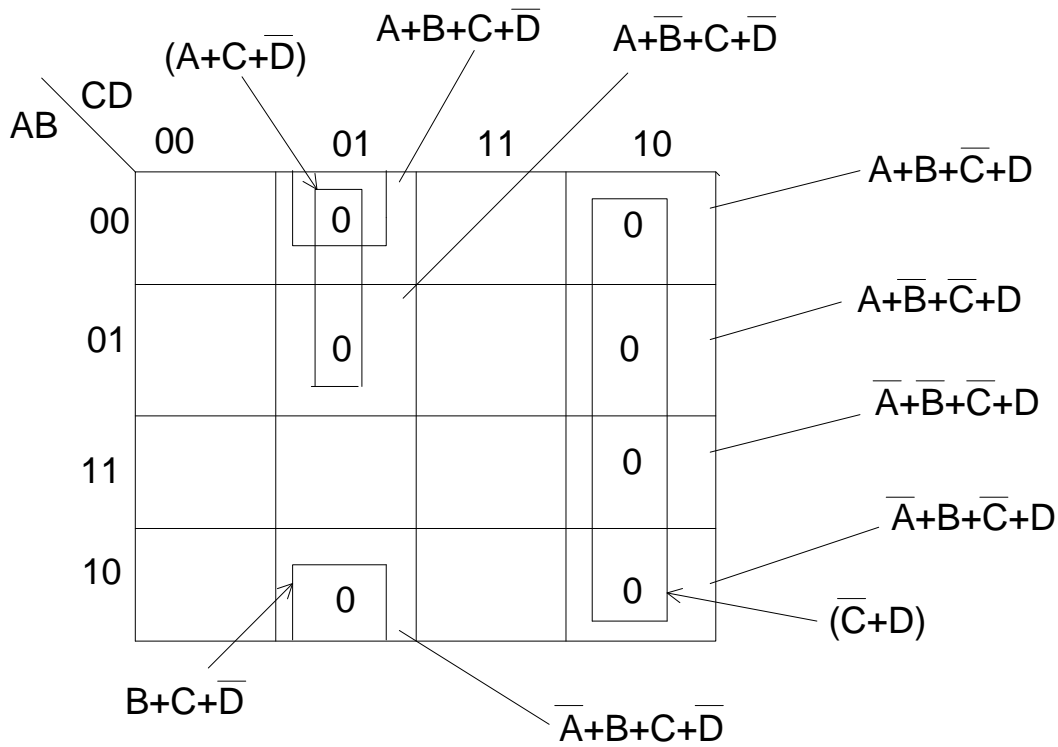 A+B+C+D̅
A+B̅+C+D̅
(A+C+D̅)
CD
AB
00 01 11 10
A+B+C̅+D
00 0 0
A+B̅+C̅+D
01 0 0
A̅+B̅+C̅+D
11 0
A̅+B+C̅+D
10 0 0
(C̅+D)
B+C+D̅
A̅+B+C+D̅